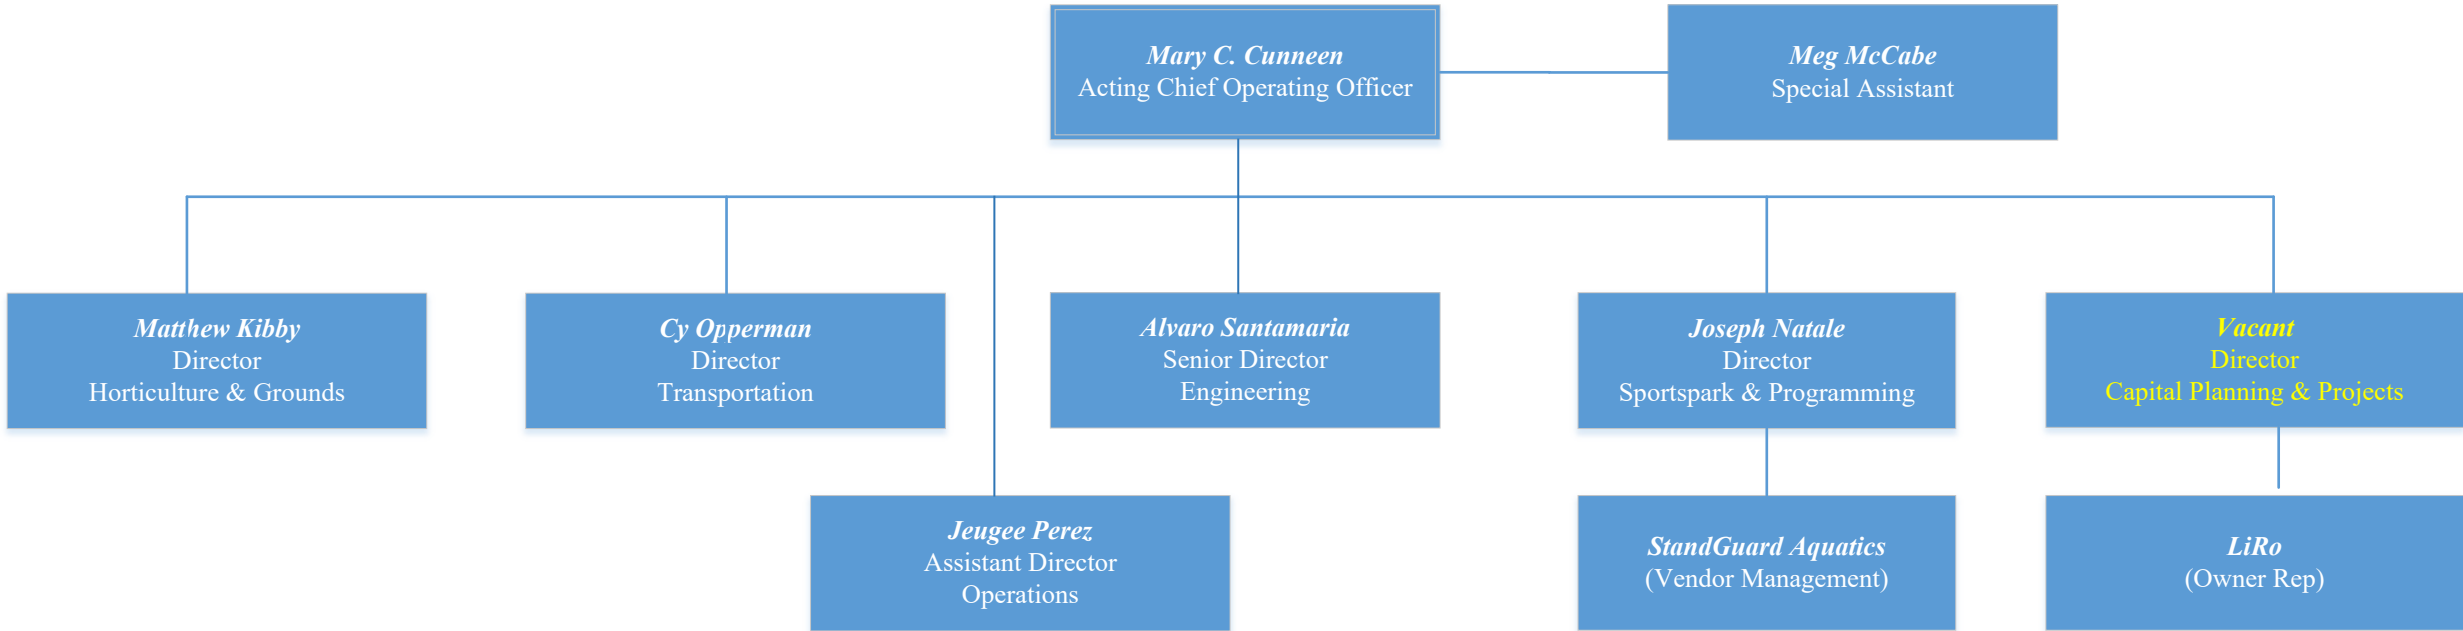 Mary C. Cunneen
Acting Chief Operating Officer
Meg McCabe
Special Assistant
Matthew Kibby
Director
Horticulture & Grounds
Cy Opperman
Director
Transportation
Alvaro Santamaria
Senior Director
Engineering
Joseph Natale
Director
Sportspark & Programming
Vacant
Director
Capital Planning & Projects
Jeugee Perez
Assistant Director
Operations
StandGuard Aquatics
(Vendor Management)
LiRo
(Owner Rep)